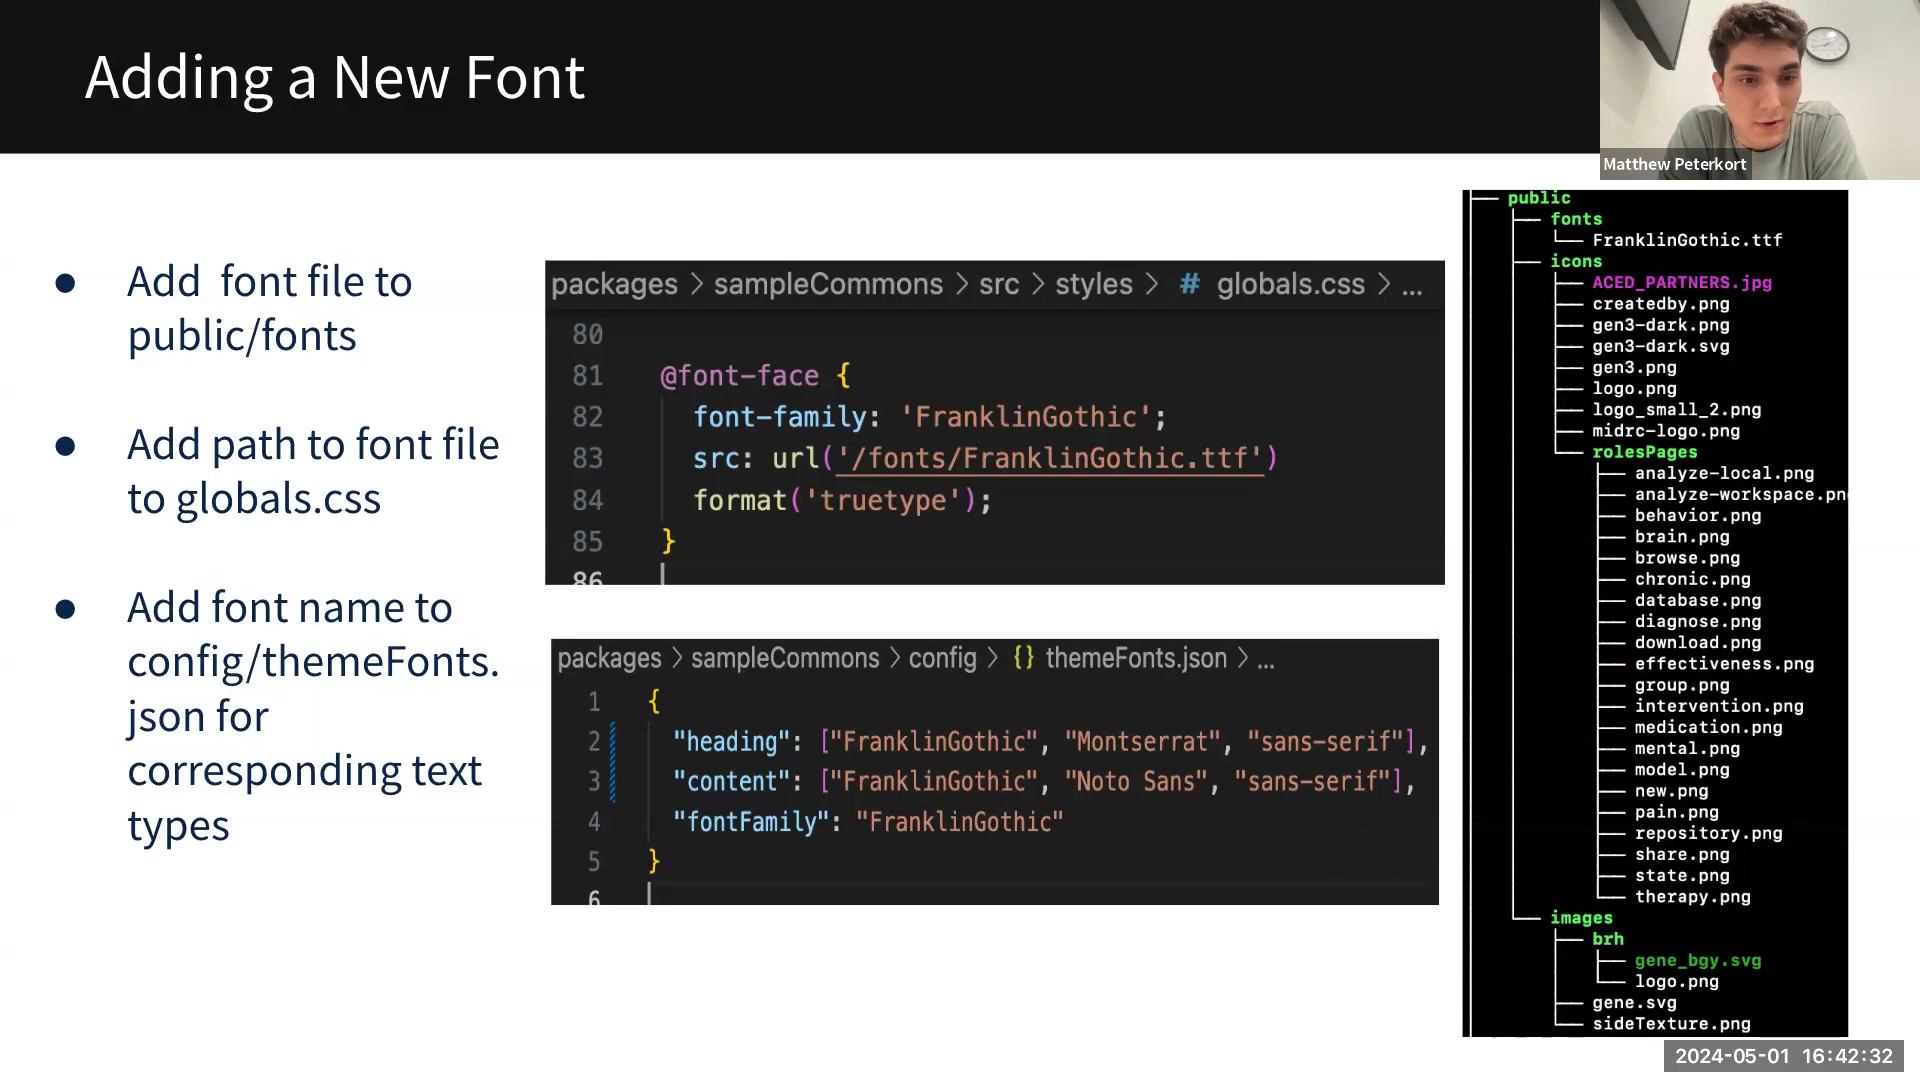 Adding a New Font
Matthew Peterkort
● Add  font file to
public/fonts
● Add path to font file
to globals.css
● Add font name to
config/themeFonts.
json for
corresponding text
types
packages > sampleCommons > src > styles > # globals.css > ...
80
81 @font-face {
82 font-family: 'FranklinGothic';
83 src: url('/fonts/FranklinGothic.ttf')
84 format('truetype');
85 }
86
packages > sampleCommons > config > {} themeFonts.json > ...
1 {
2 "heading": ["FranklinGothic", "Montserrat", "sans-serif"],
3 "content": ["FranklinGothic", "Noto Sans", "sans-serif"],
4 "fontFamily": "FranklinGothic"
5 }
6
public
fonts
FranklinGothic.ttf
icons
ACED_PARTNERS.jpg
createdby.png
gen3-dark.png
gen3-dark.svg
gen3.png
logo.png
logo_small_2.png
midrc-logo.png
rolesPages
analyze-local.png
analyze-workspace.pn
behavior.png
brain.png
browse.png
chronic.png
database.png
diagnose.png
download.png
effectiveness.png
group.png
intervention.png
medication.png
mental.png
model.png
new.png
pain.png
repository.png
share.png
state.png
therapy.png
images
brh
gene_bgy.svg
logo.png
gene.svg
sideTexture.png
2024-05-01 16:42:32